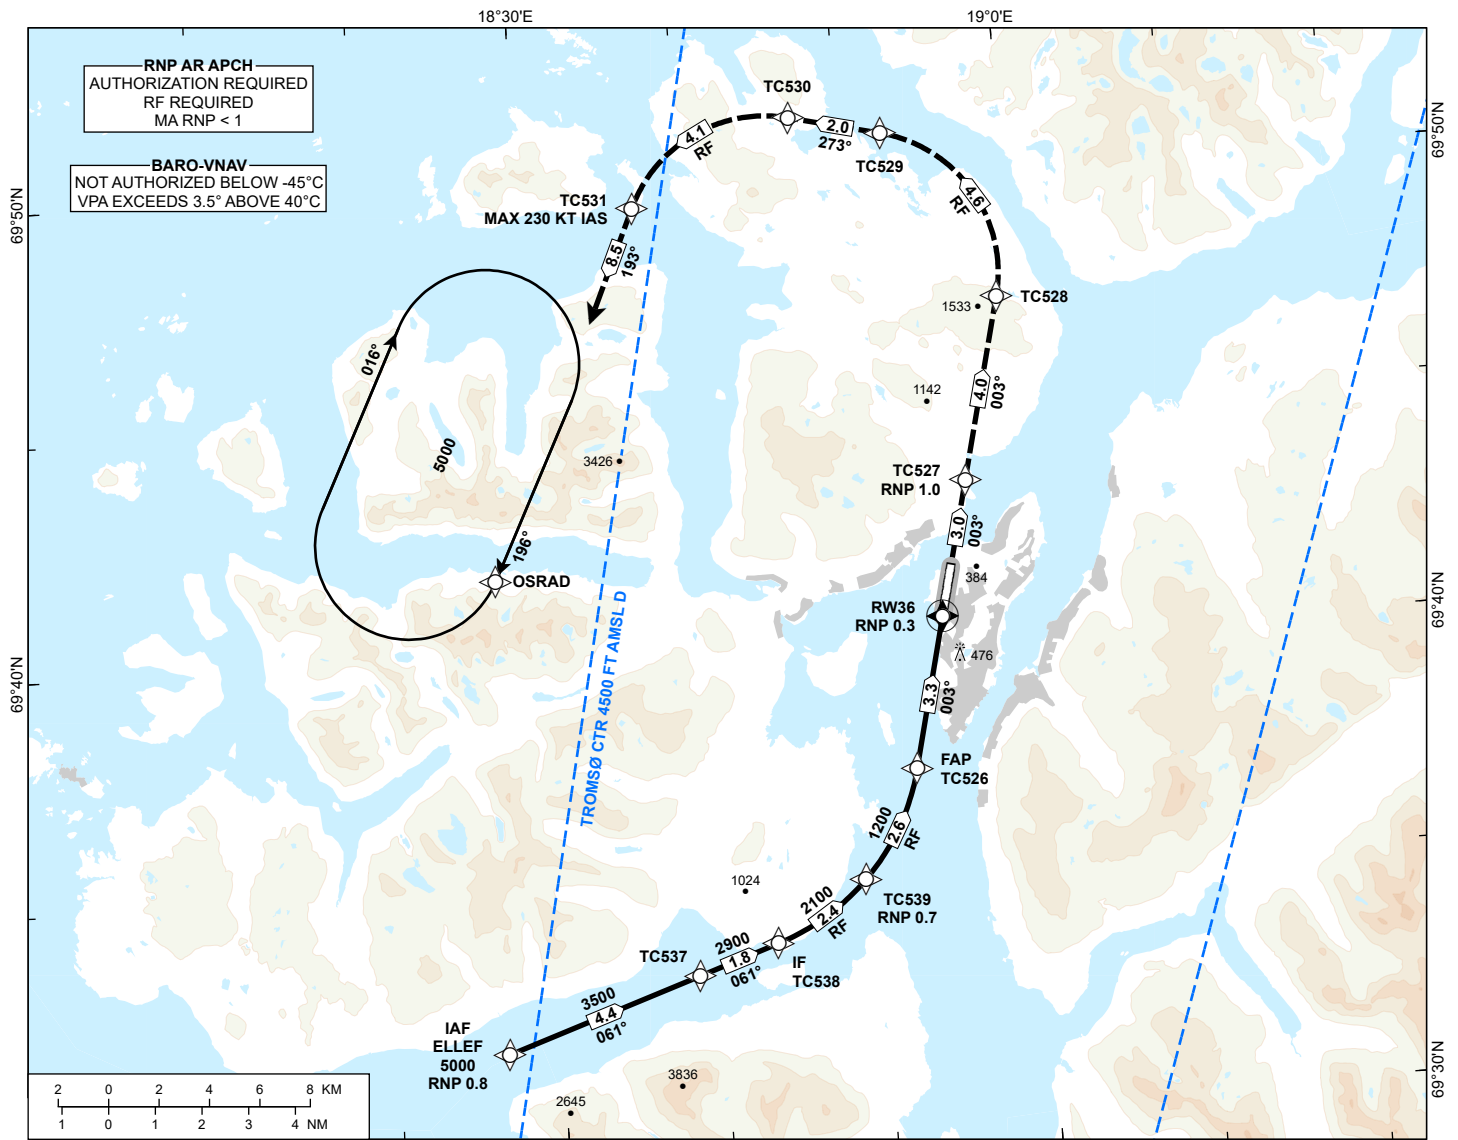 18°30'E
19°0'E
RNP AR APCH
AUTHORIZATION REQUIRED
RF REQUIRED
MA RNP < 1
BARO-VNAV
NOT AUTHORIZED BELOW -45°C
VPA EXCEEDS 3.5° ABOVE 40°C
69°50'N
69°50'N
TC530
4.1
RF
2.0
273°
TC529
4.6
RF
TC531
MAX 230 KT IAS
8.5
193°
TC528
1533
016°
5000
196°
OSRAD
3426
1142
4.0
003°
TC527
RNP 1.0
3.0
003°
384
RW36
RNP 0.3
476
69°40'N
69°40'N
TROMSØ CTR 4500 FT AMSL D
3.3
003°
FAP
TC526
1200
2.6
RF
1024
TC539
RNP 0.7
2100
2.4
RF
TC537
2900
1.8
061°
IF
TC538
3500
4.4
061°
IAF
ELLEF
5000
RNP 0.8
3836
2645
69°30'N
2 0 2 4 6 8 KM
1 0 1 2 3 4 NM